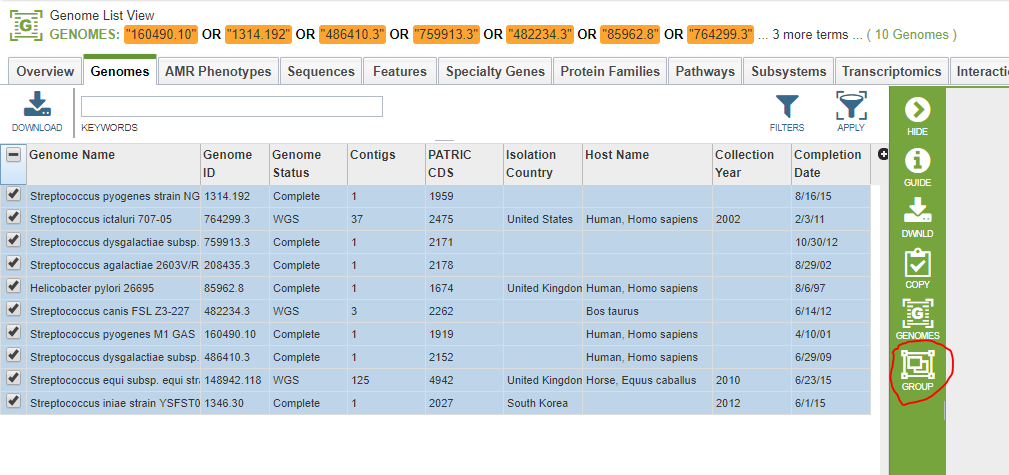 Genome List View
GENOMES: "160490.10" OR "1314.192" OR "486410.3" OR "759913.3" OR "482234.3" OR "85962.8" OR "764299.3" ... 3 more terms ... ( 10 Genomes )
Overview Genomes AMR Phenotypes Sequences Features Specialty Genes Protein Families Pathways Subsystems Transcriptomics Interacti
DOWNLOAD KEYWORDS FILTERS APPLY
Genome Name Genome ID Genome Status Contigs PATRIC CDS Isolation Country Host Name Collection Year Completion Date
Streptococcus pyogenes strain NG 1314.192 Complete 1 1959 8/16/15
Streptococcus ictaluri 707-05 764299.3 WGS 37 2475 United States Human, Homo sapiens 2002 2/3/11
Streptococcus dysgalactiae subsp. 759913.3 Complete 1 2171 10/30/12
Streptococcus agalactiae 2603V/R 208435.3 Complete 1 2178 8/29/02
Helicobacter pylori 26695 85962.8 Complete 1 1674 United Kingdom Human, Homo sapiens 8/6/97
Streptococcus canis FSL Z3-227 482234.3 WGS 3 2262 Bos taurus 6/14/12
Streptococcus pyogenes M1 GAS 160490.10 Complete 1 1919 Human, Homo sapiens 4/10/01
Streptococcus dysgalactiae subsp. 486410.3 Complete 1 2152 Human, Homo sapiens 6/29/09
Streptococcus equi subsp. equi stra 148942.118 WGS 125 4942 United Kingdom Horse, Equus caballus 2010 6/23/15
Streptococcus iniae strain YSFST0 1346.30 Complete 1 2027 South Korea 2012 6/1/15
HIDE
GUIDE
DWNLD
COPY
GENOMES
GROUP